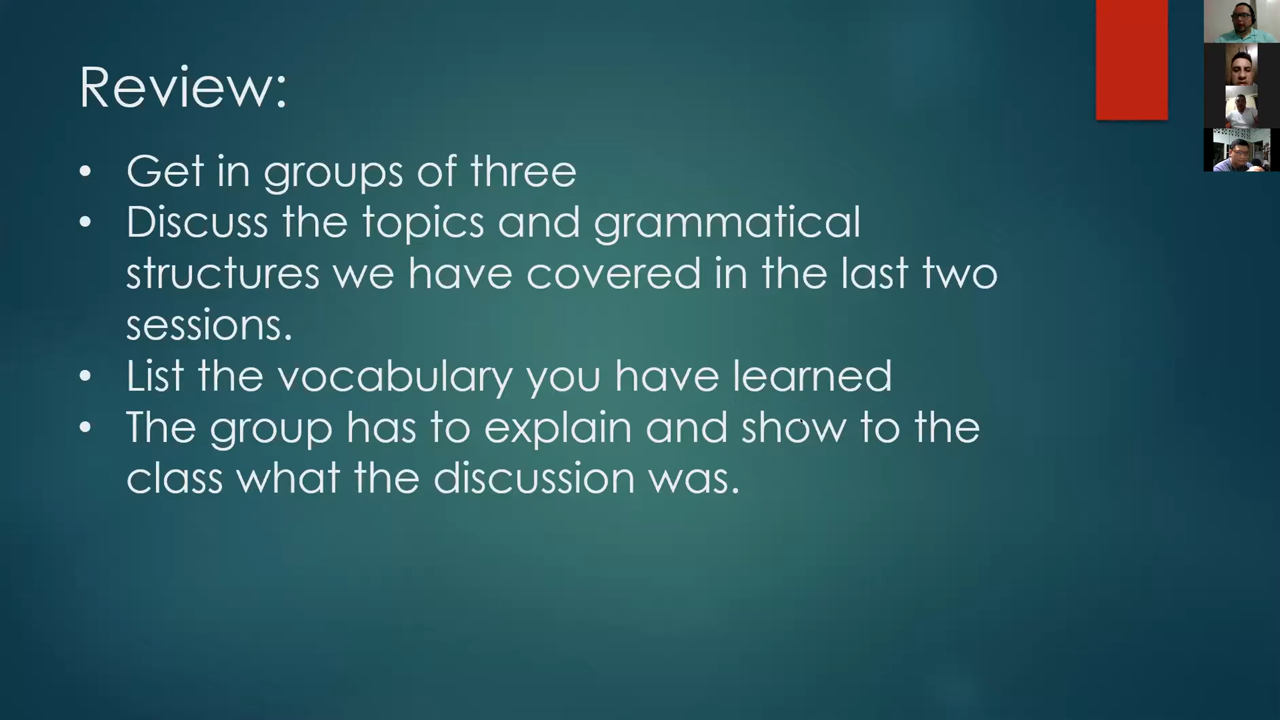 Review:
• Get in groups of three
• Discuss the topics and grammatical
structures we have covered in the last two
sessions.
• List the vocabulary you have learned
• The group has to explain and show to the
class what the discussion was.